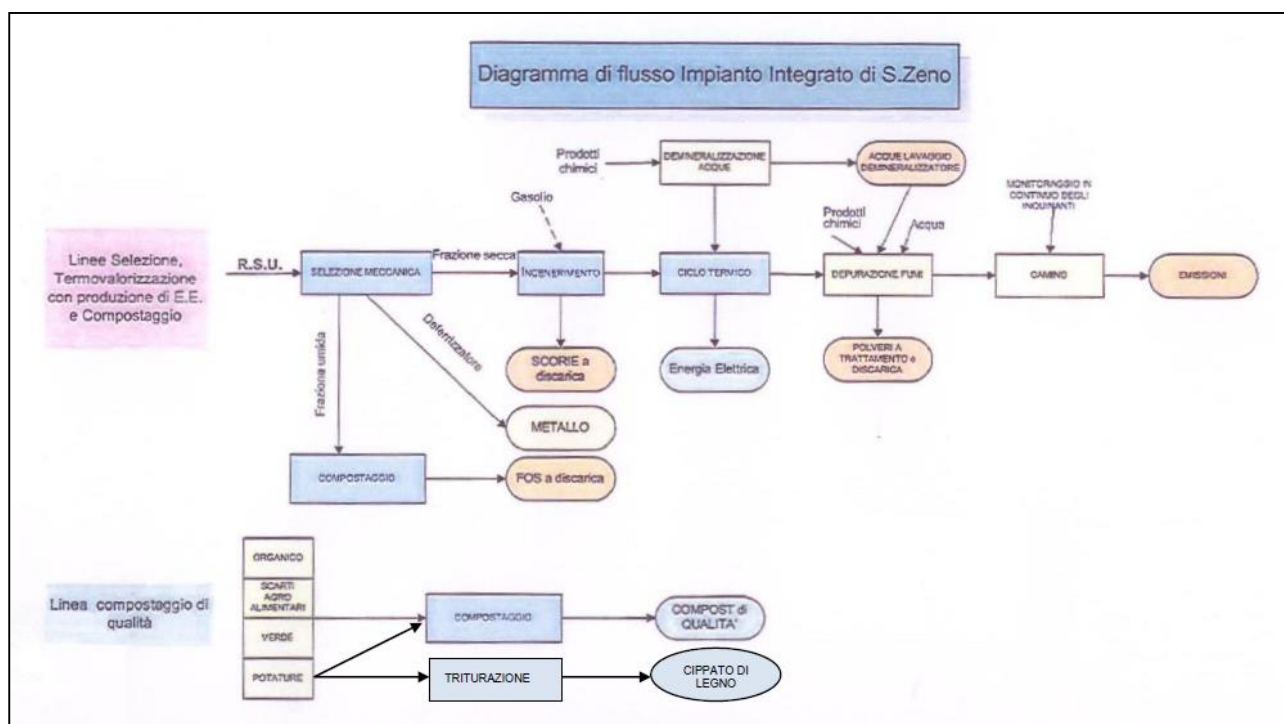 Diagramma di flusso Impianto Integrato di S.Zeno
Prodotti
chimici
DEMINERALIZZAZIONE
ACQUE
ACQUE LAVAGGIO
DEMINERALIZZATORE
MONITORAGGIO IN
CONTINUO DEGLI
INQUINANTI
Gasolio
Prodotti
chimici
Acqua
Linee Selezione,
Termovalorizzazione
con produzione di E.E.
e Compostaggio
R.S.U.
SELEZIONE MECCANICA
Frazione secca
INCENERIMENTO
CICLO TERMICO
DEPURAZIONE FUMI
CAMINO
EMISSIONI
Frazione umida
Deferrizzatore
SCORIE a
discarica
Energia Elettrica
POLVERI A
TRATTAMENTO e
DISCARICA
METALLO
COMPOSTAGGIO
FOS a discarica
Linea compostaggio di
qualità
ORGANICO
SCARTI
AGRO
ALIMENTARI
VERDE
POTATURE
COMPOSTAGGIO
COMPOST di
QUALITA'
TRITURAZIONE
CIPPATO DI
LEGNO